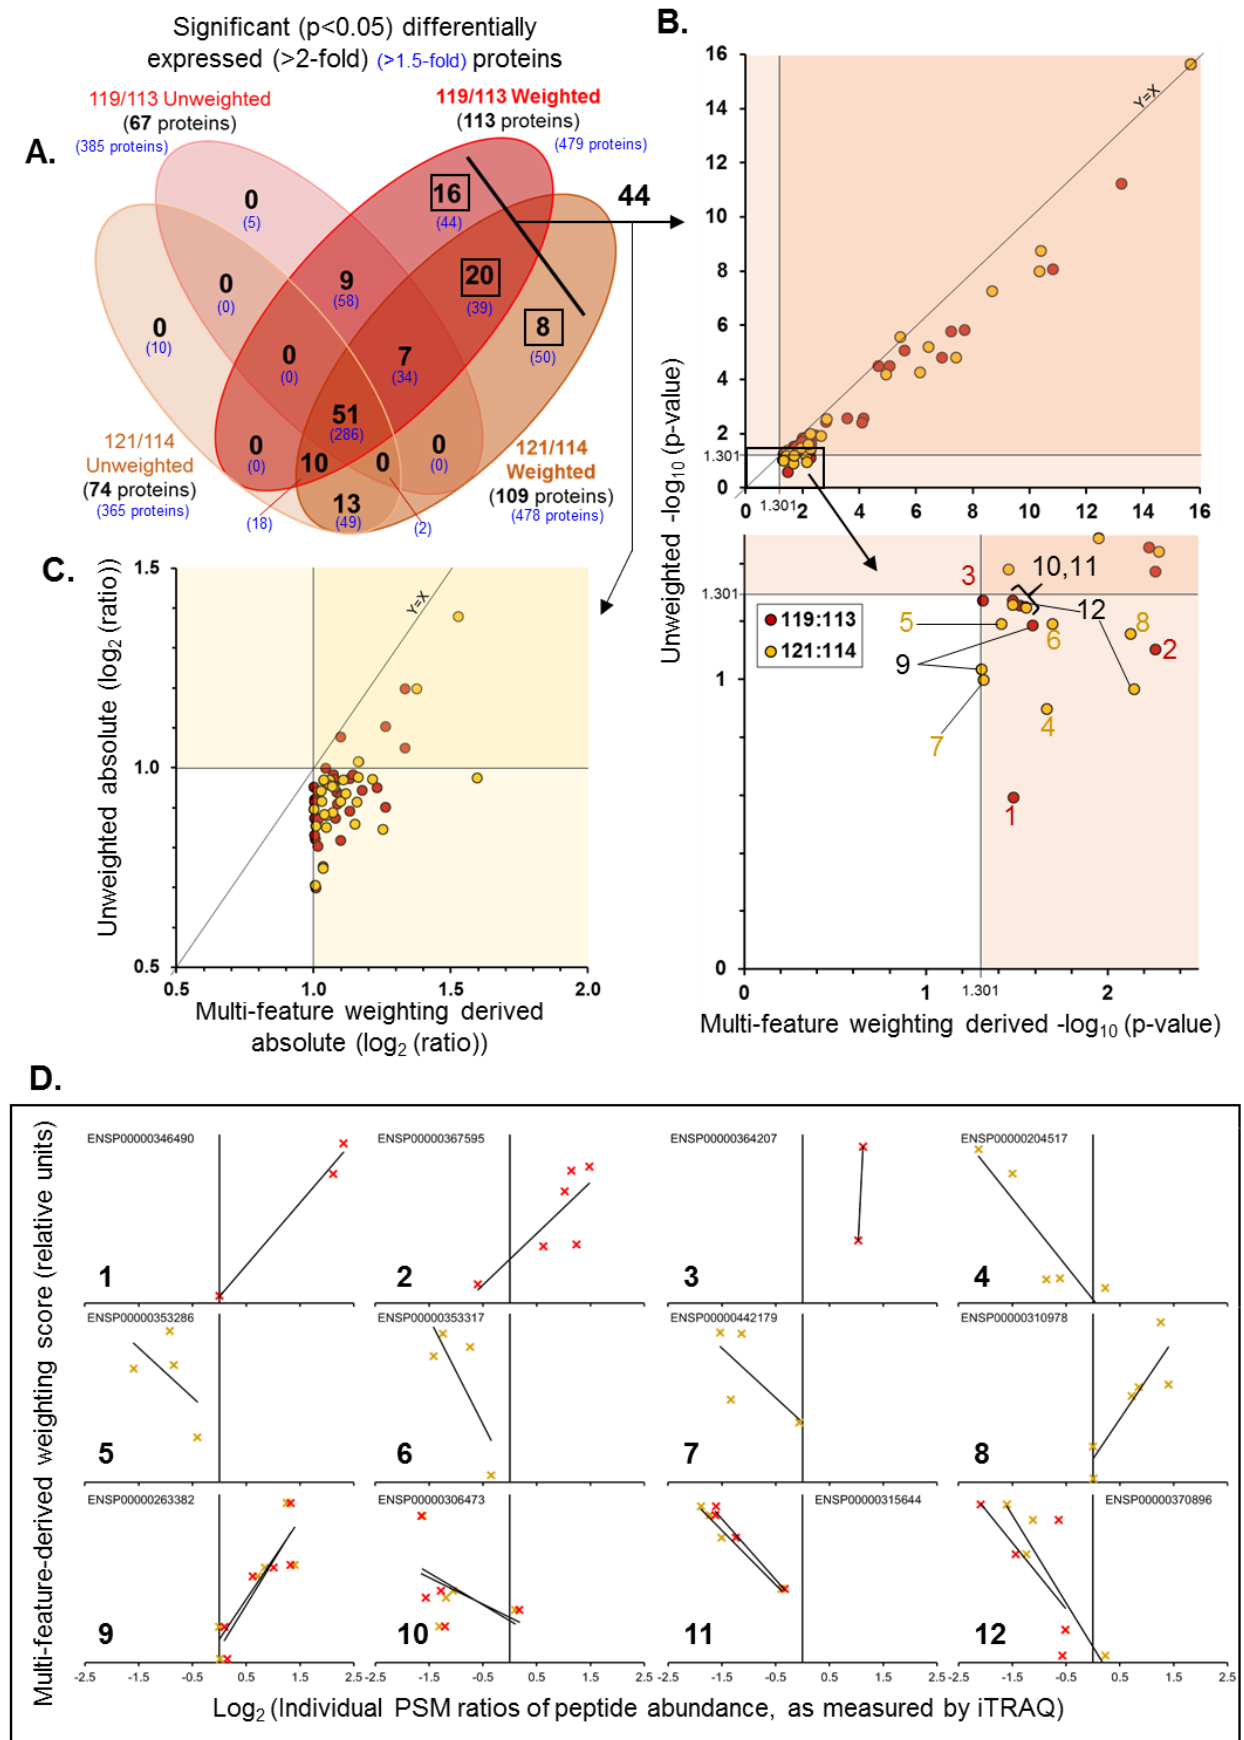 Significant (p<0.05) differentially
expressed (>2-fold) (>1.5-fold) proteins
A.
119/113 Unweighted
(67 proteins)
(385 proteins)
119/113 Weighted
(113 proteins)
(479 proteins)
44
0
(5)
16
(44)
0
(0)
9
(58)
20
(39)
0
(10)
8
(50)
0
(0)
7
(34)
51
(286)
0
(0)
10
0
0
(0)
13
(49)
(18)
(2)
121/114
Unweighted
(74 proteins)
(365 proteins)
121/114
Weighted
(109 proteins)
(478 proteins)
B.
16
14
12
10
8
6
4
2
1.301
0
Y=X
0
1.301
2
4
6
8
10
12
14
16
Unweighted -log10 (p-value)
1.301
1
0
3
10,11
12
5
6
8
2
9
7
4
1
119:113
121:114
0
1
1.301
2
Multi-feature weighting derived -log10 (p-value)
C.
1.5
1.0
0.5
Y=X
0.5
1.0
1.5
2.0
Unweighted absolute (log2 (ratio))
Multi-feature weighting derived
absolute (log2 (ratio))
D.
Multi-feature-derived weighting score (relative units)
ENSP00000346490
1
ENSP00000367595
2
ENSP00000364207
3
ENSP00000204517
4
ENSP00000353286
5
ENSP00000353317
6
ENSP00000442179
7
ENSP00000310978
8
ENSP00000263382
9
ENSP00000306473
10
ENSP00000315644
11
ENSP00000370896
12
-2.5 -1.5 -0.5 0.5 1.5 2.5 -2.5 -1.5 -0.5 0.5 1.5 2.5 -2.5 -1.5 -0.5 0.5 1.5 2.5 -2.5 -1.5 -0.5 0.5 1.5 2.5
Log2 (Individual PSM ratios of peptide abundance, as measured by iTRAQ)